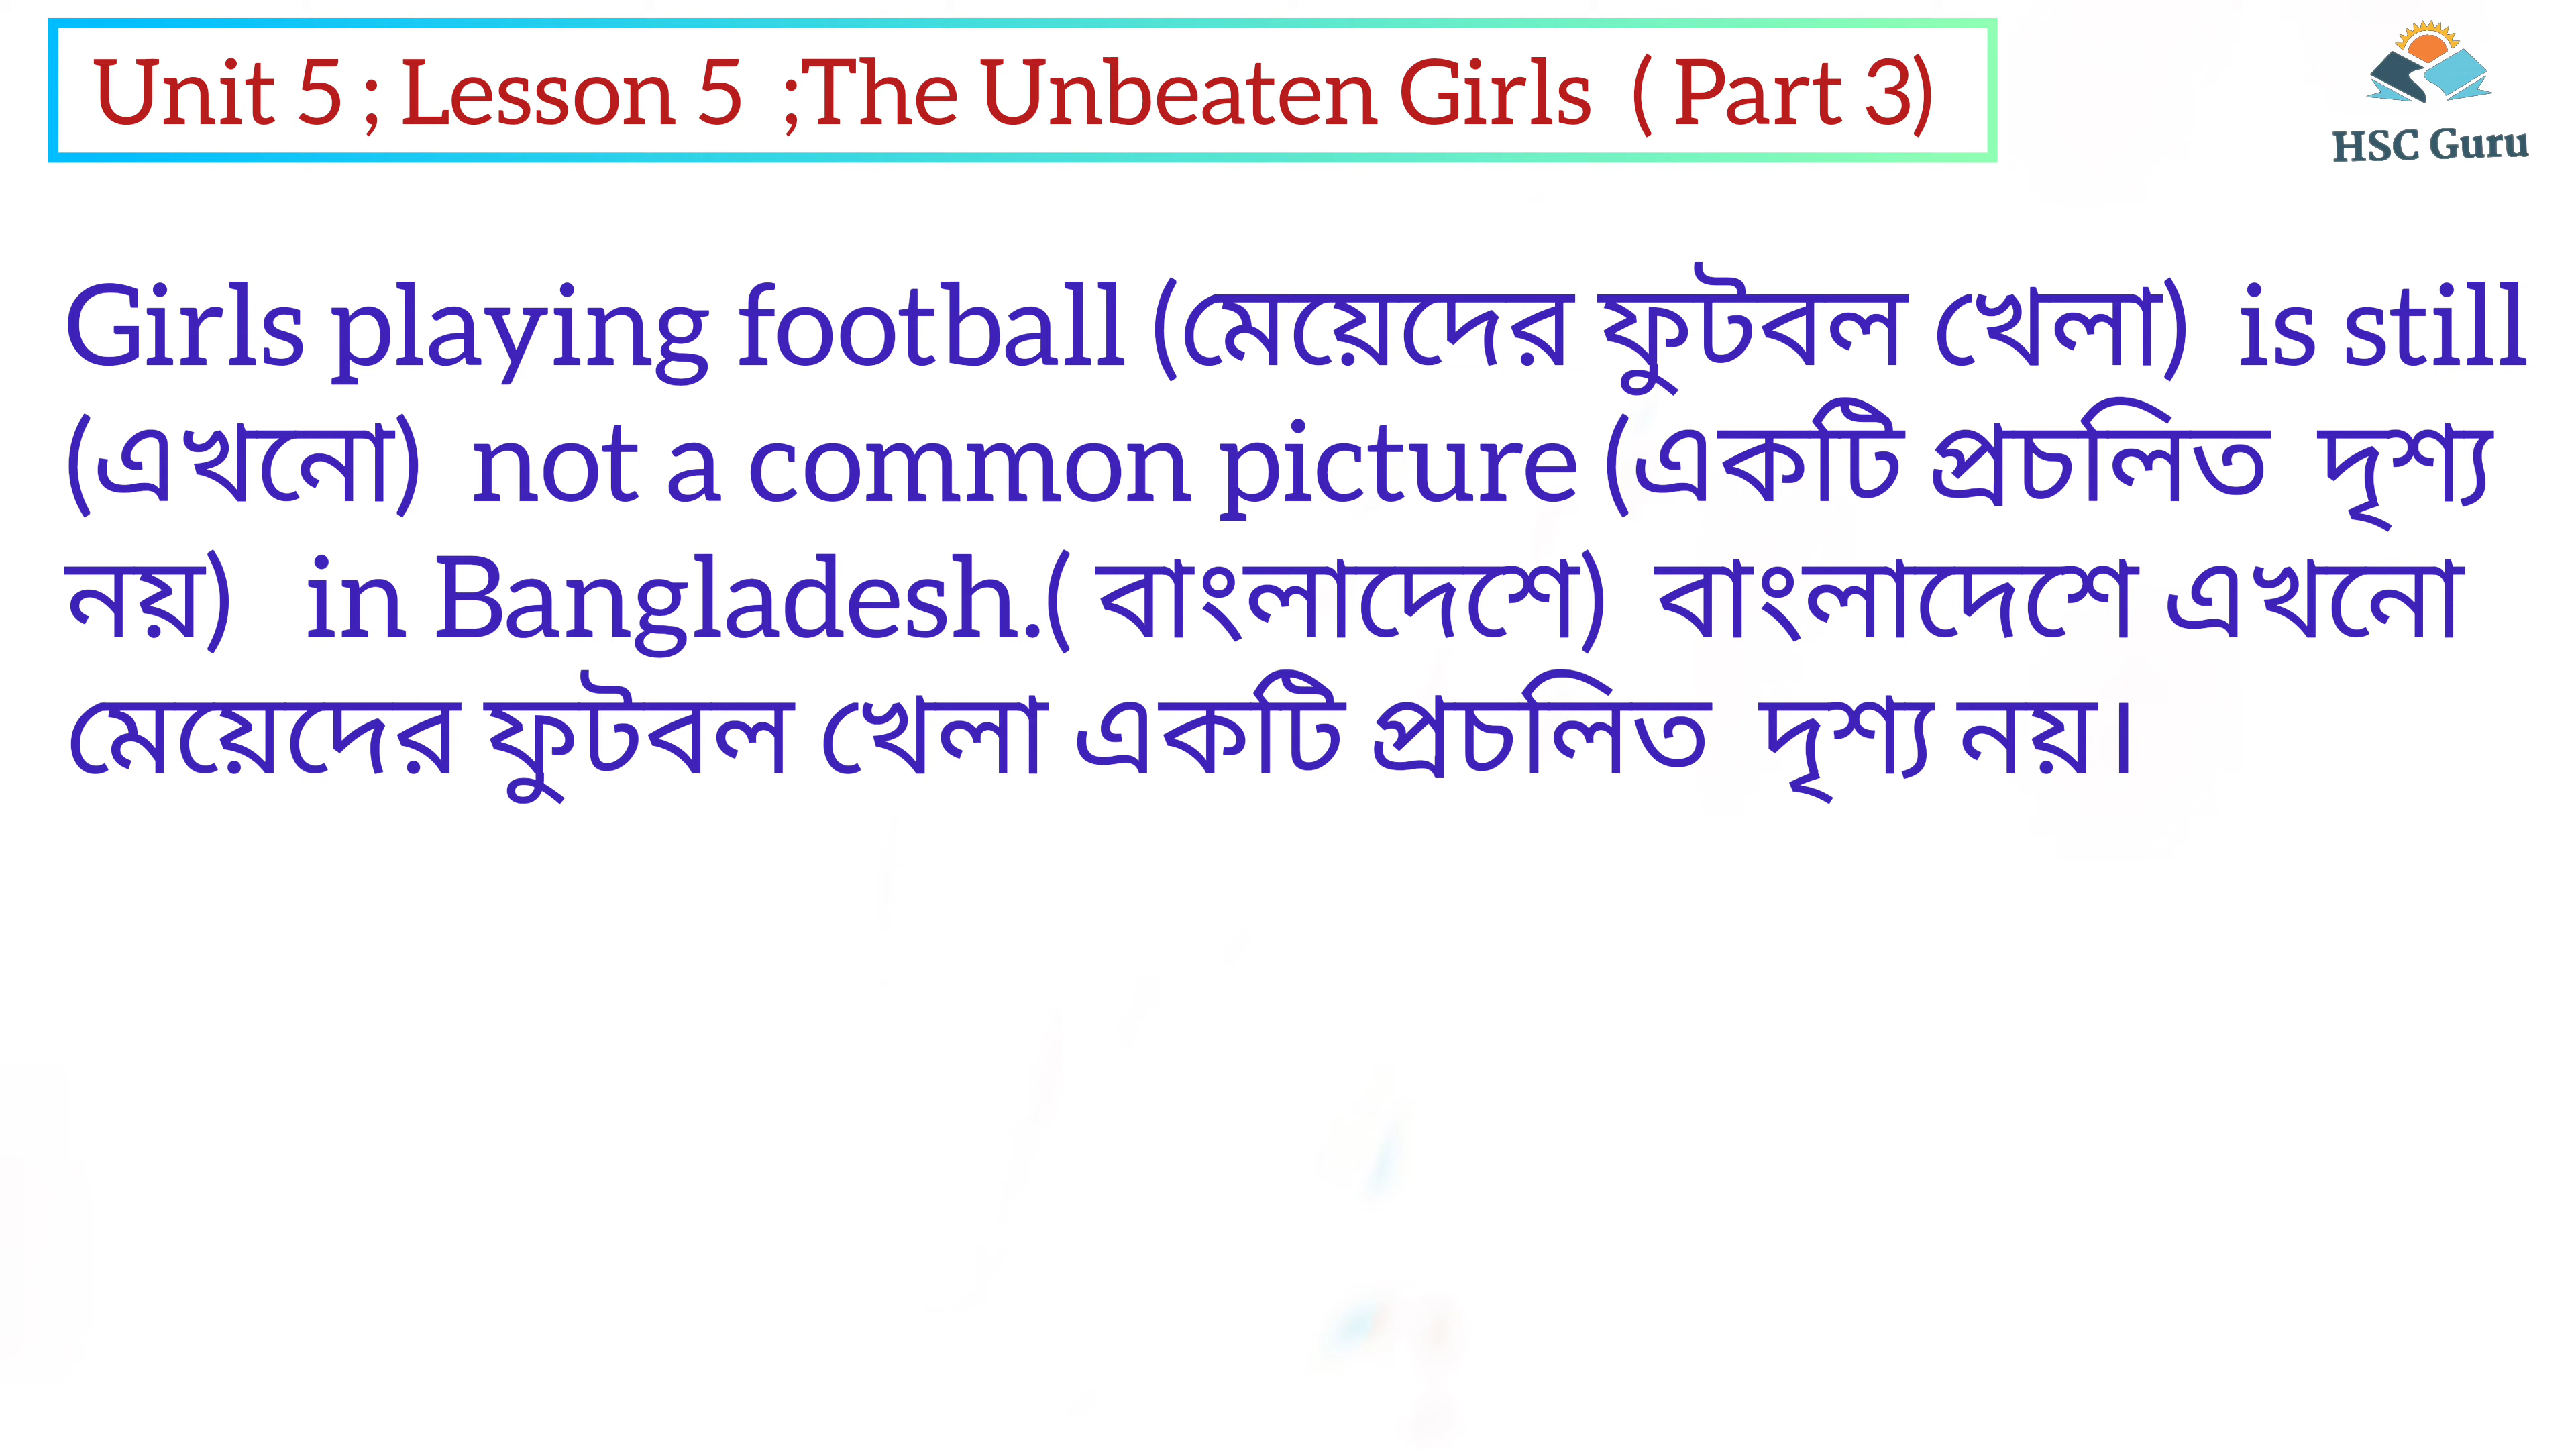 Unit 5 ; Lesson 5 ;The Unbeaten Girls ( Part 3)
HSC Guru
Girls playing football (মেয়েদের ফুটবল খেলা) is still
(এখনো) not a common picture (একটি প্রচলিত দৃশ্য
নয়) in Bangladesh.( বাংলাদেশে) বাংলাদেশে এখনো
মেয়েদের ফুটবল খেলা একটি প্রচলিত দৃশ্য নয়।